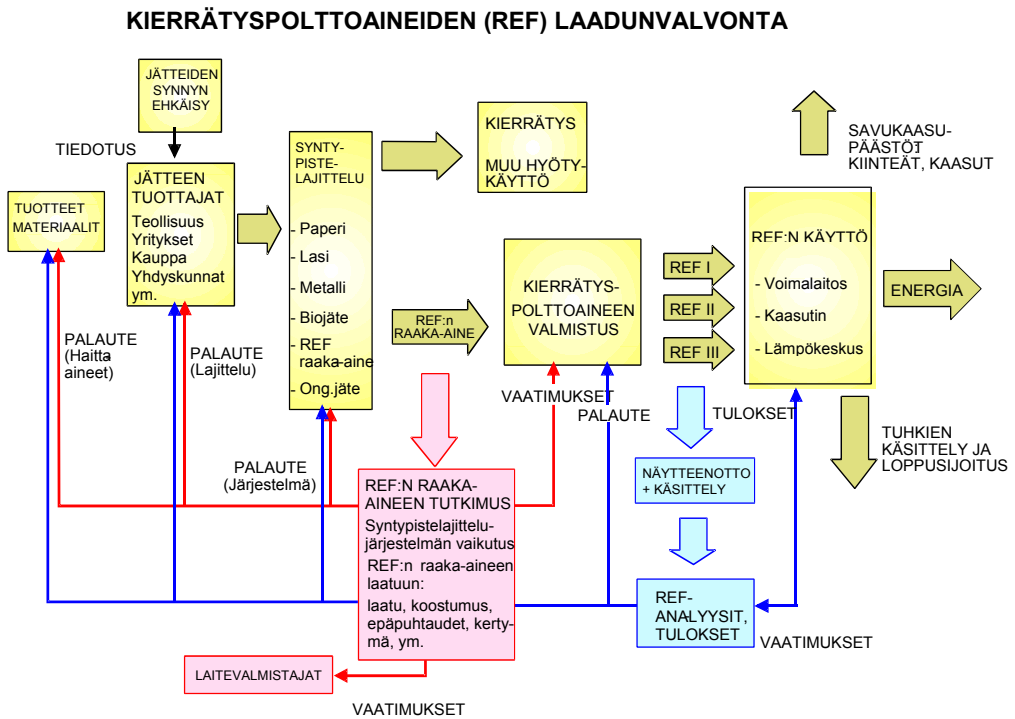 KIERRÄTYSPOLTTOAINEIDEN (REF) LAADUNVALVONTA
JÄTTEIDEN
SYNNYN
EHKÄISY
TIEDOTUS
TUOTTEET
MATERIAALIT
JÄTTEEN
TUOTTAJAT
Teollisuus
Yritykset
Kauppa
Yhdyskunnat
ym.
SYNTY-
PISTE-
LAJITTELU
- Paperi
- Lasi
- Metalli
- Biojäte
- REF
raaka-aine
- Ong.jäte
KIERRÄTYS
MUU HYÖTY-
KÄYTTÖ
SAVUKAASU-
PÄÄSTÖT
KIINTEÄT, KAASUT
REF:n
RAAKA-AINE
KIERRÄTYS-
POLTTOAINEEN
VALMISTUS
REF I
REF II
REF III
REF:N KÄYTTÖ
- Voimalaitos
- Kaasutin
- Lämpökeskus
ENERGIA
PALAUTE
(Haitta
aineet)
PALAUTE
(Lajittelu)
PALAUTE
(Järjestelmä)
VAATIMUKSET
PALAUTE
TULOKSET
TUHKIEN
KÄSITTELY JA
LOPPUSIJOITUS
NÄYTTEENOTTO
+ KÄSITTELY
REF:N RAAKA-
AINEEN TUTKIMUS
Syntypistelajittelu-
järjestelmän vaikutus
REF:n raaka-aineen
laatuun:
laatu, koostumus,
epäpuhtaudet, kerty-
mä, ym.
REF-
ANALYYSIT,
TULOKSET
VAATIMUKSET
LAITEVALMISTAJAT
VAATIMUKSET